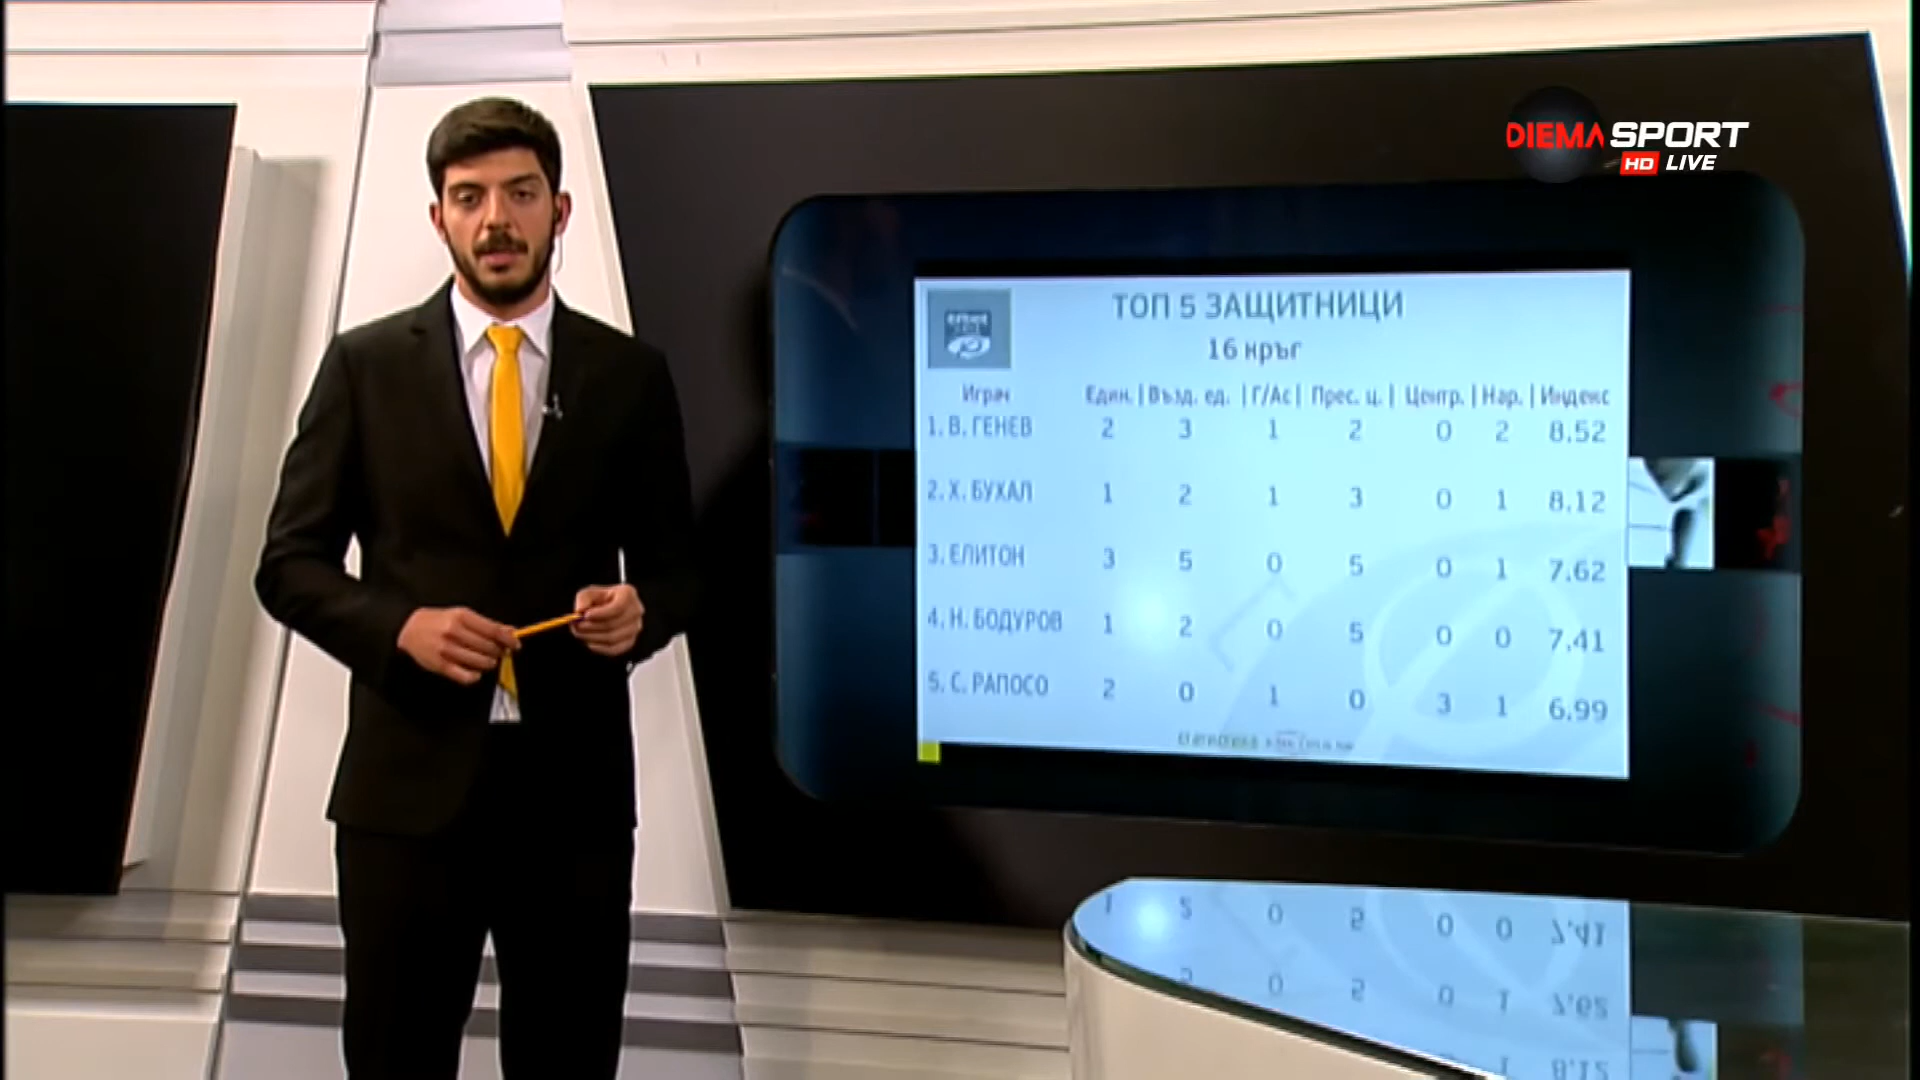 DIEMA SPORT
HD LIVE
ТОП 5 ЗАЩИТНИЦИ
16 кръг
Играч Един. | Възд. ед. | Г/Ас | Прес. ц. | Центр. | Нар. | Индекс
1. В. ГЕНЕВ 2 3 1 2 0 2 8.52
2. Х. БУХАЛ 1 2 1 3 0 1 8.12
3. ЕЛИТОН 3 5 0 5 0 1 7.62
4. Н. БОДУРОВ 1 2 0 5 0 0 7.41
5. С. РАПОСО 2 0 1 0 3 1 6.99